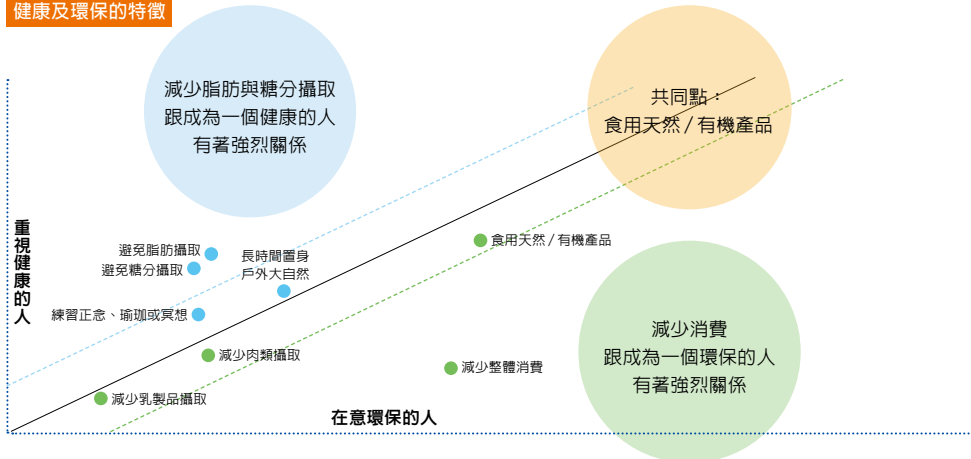 健康及環保的特徵
減少脂肪與糖分攝取
跟成為一個健康的人
有著強烈關係
共同點：
食用天然/有機產品
重視健康的人
避免脂肪攝取
避免糖分攝取
長時間置身
戶外大自然
食用天然/有機產品
練習正念、瑜珈或冥想
減少肉類攝取
減少整體消費
減少乳製品攝取
減少消費
跟成為一個環保的人
有著強烈關係
在意環保的人